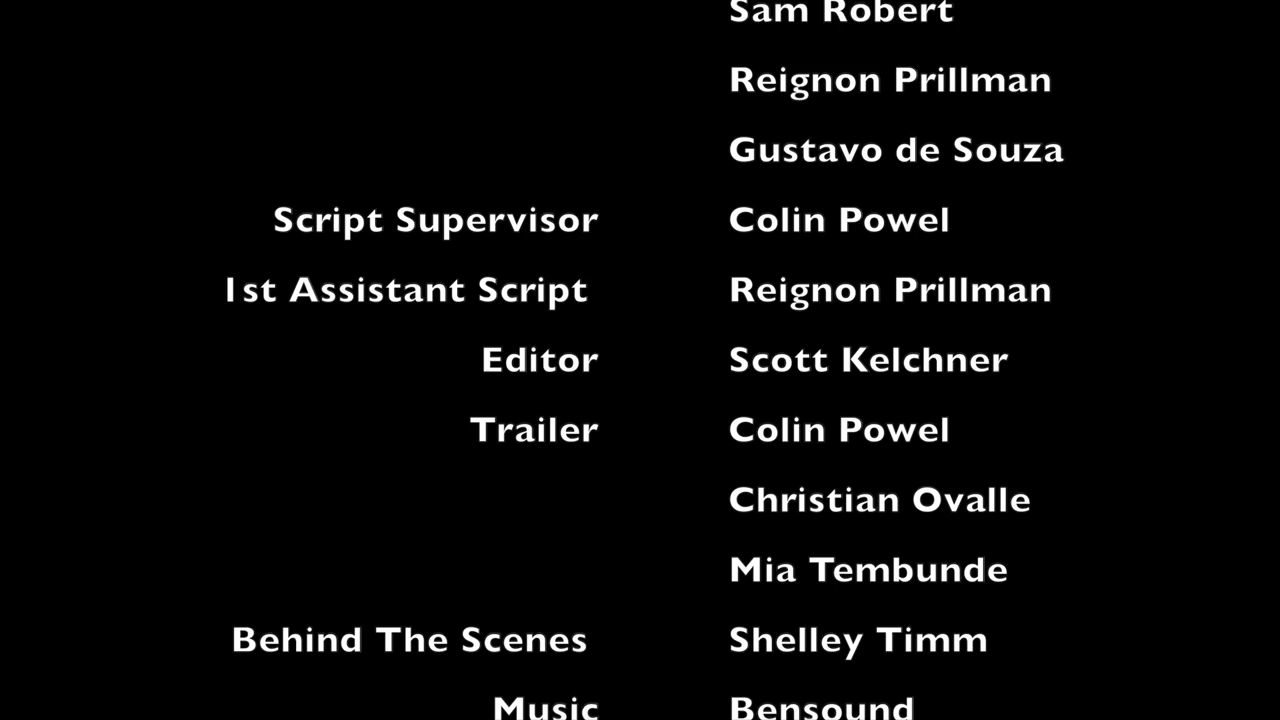 Sam Robert
Reignon Prillman
Gustavo de Souza
Script Supervisor Colin Powel
1st Assistant Script Reignon Prillman
Editor Scott Kelchner
Trailer Colin Powel
Christian Ovalle
Mia Tembunde
Behind The Scenes Shelley Timm
Music Bensound